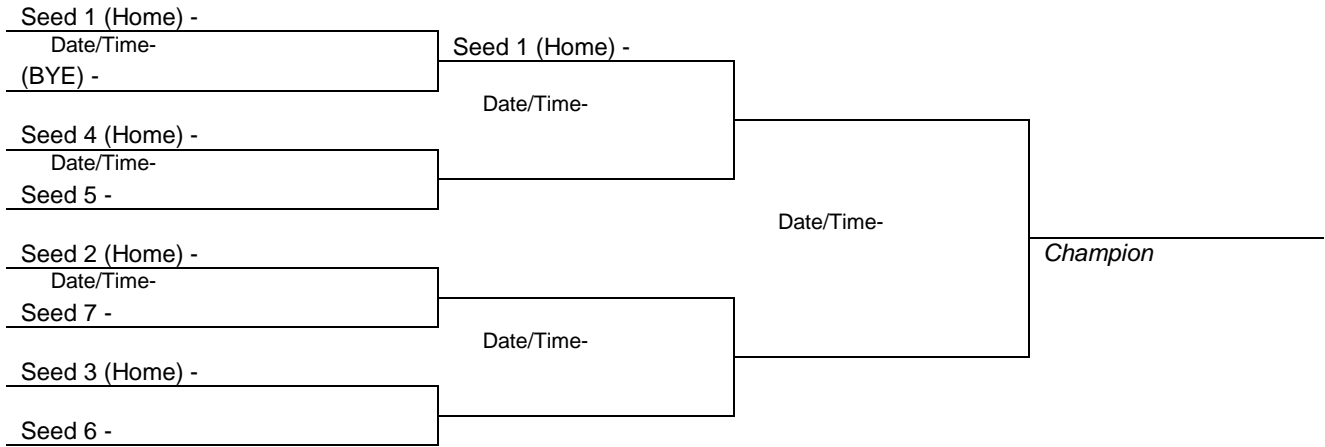 Seed 1 (Home) -
Date/Time-
(BYE) -
Seed 4 (Home) -
Date/Time-
Seed 5 -
Seed 2 (Home) -
Date/Time-
Seed 7 -
Seed 3 (Home) -
Seed 6 -
Seed 1 (Home) -
Date/Time-
Date/Time-
Date/Time-
Champion